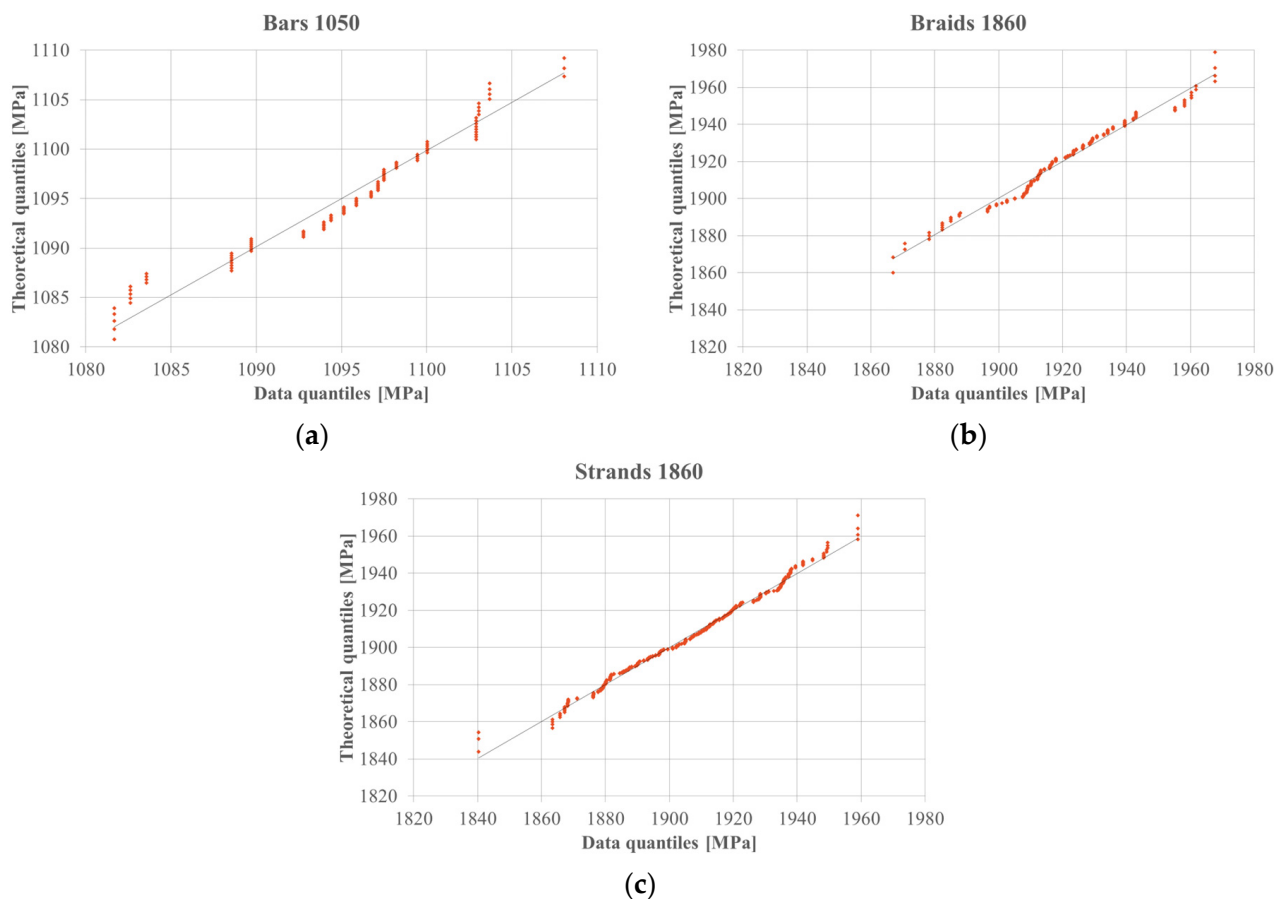 Bars 1050
Theoretical quantiles [MPa]
1110
1105
1100
1095
1090
1085
1080
1080 1085 1090 1095 1100 1105 1110
Data quantiles [MPa]
(a)
Braids 1860
Theoretical quantiles [MPa]
1980
1960
1940
1920
1900
1880
1860
1840
1820
1820 1840 1860 1880 1900 1920 1940 1960 1980
Data quantiles [MPa]
(b)
Strands 1860
Theoretical quantiles [MPa]
1980
1960
1940
1920
1900
1880
1860
1840
1820
1820 1840 1860 1880 1900 1920 1940 1960 1980
Data quantiles [MPa]
(c)